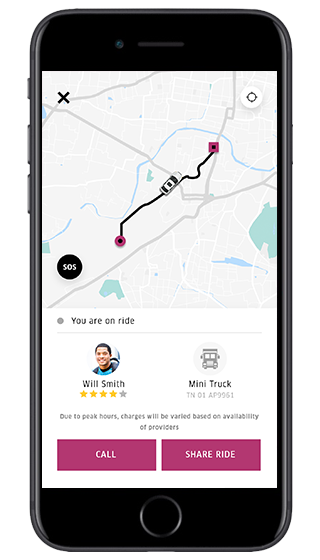 SOS
You are on ride
Will Smith
Mini Truck
TN 01 AP9961
Due to peak hours, charges will be varied based on availability
of providers
CALL
SHARE RIDE